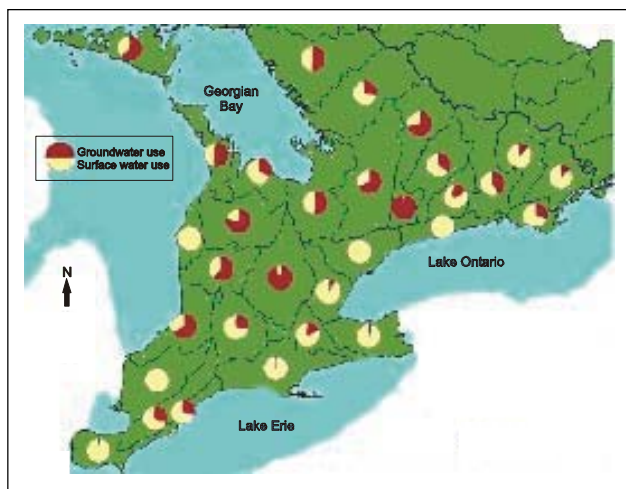 Georgian
Bay
Groundwater use
Surface water use
Lake Ontario
N
Lake Erie